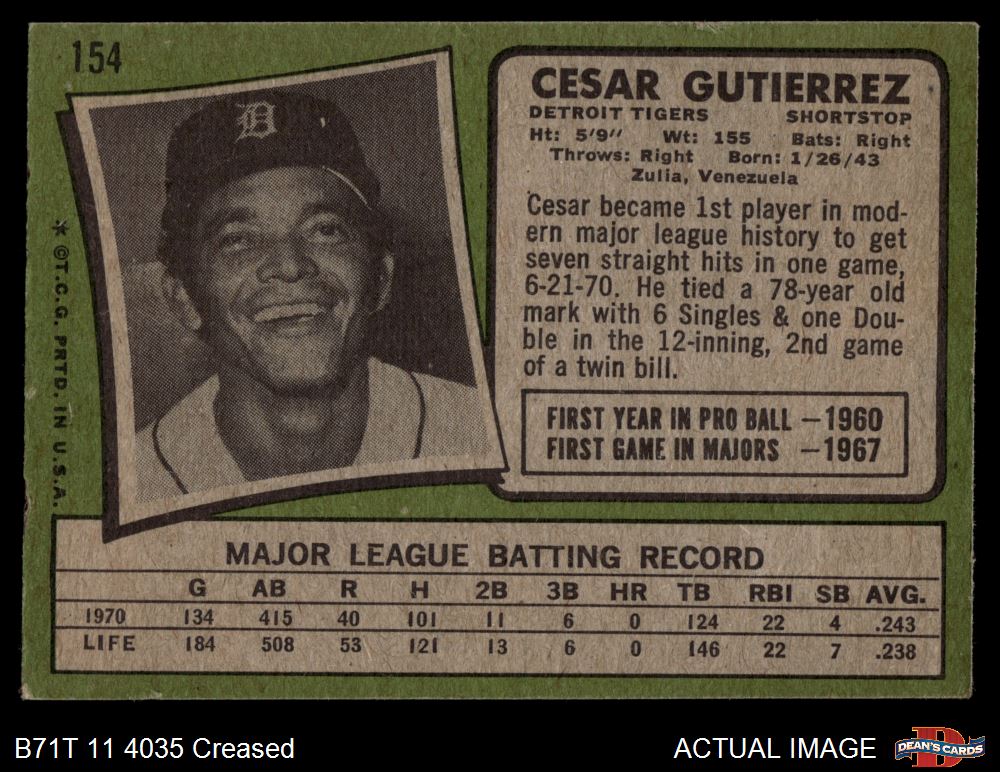 154
D
CESAR GUTIERREZ
DETROIT TIGERS SHORTSTOP
Ht: 5'9" Wt: 155 Bats: Right
Throws: Right Born: 1/26/43
Zulia, Venezuela
Cesar became 1st player in mod-
ern major league history to get
seven straight hits in one game,
6-21-70. He tied a 78-year old
mark with 6 Singles & one Dou-
ble in the 12-inning, 2nd game
of a twin bill.
FIRST YEAR IN PRO BALL —1960
FIRST GAME IN MAJORS —1967
* ©T.C.G. PRTD. IN U.S.A.
MAJOR LEAGUE BATTING RECORD
G AB R H 2B 3B HR TB RBI SB AVG.
1970 134 415 40 101 11 6 0 124 22 4 .243
LIFE 184 508 53 121 13 6 0 146 22 7 .238
B71T 11 4035 Creased
ACTUAL IMAGE
DEAN'S CARDS